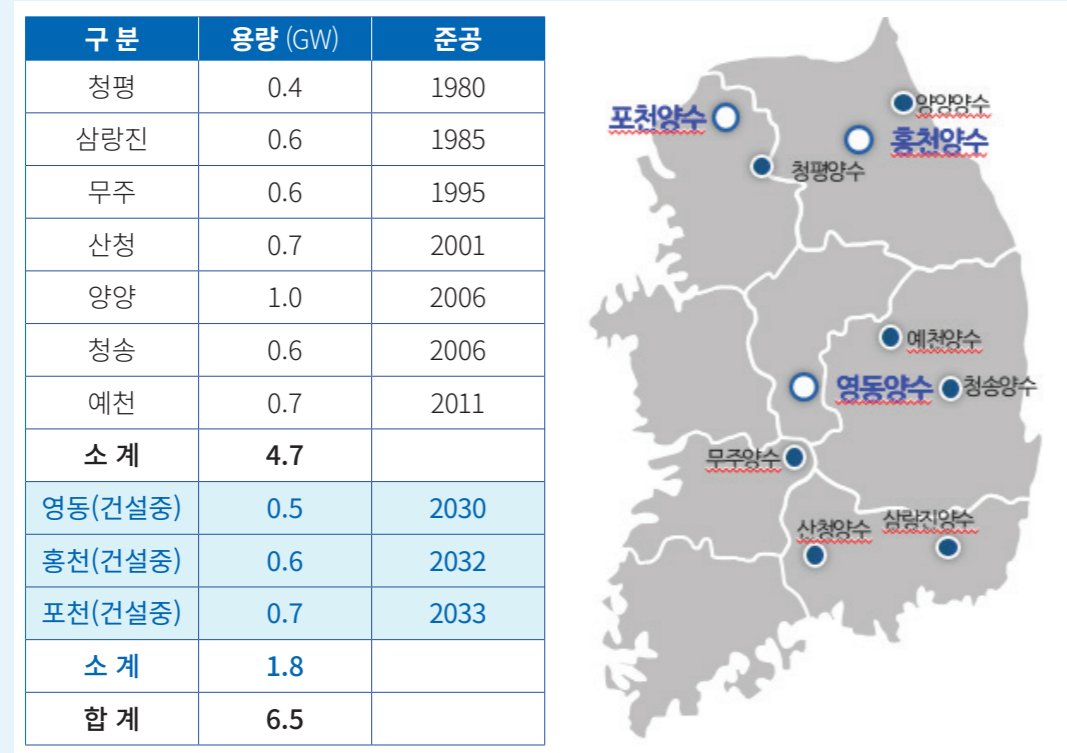 구 분 용량 (GW) 준공
청평 0.4 1980
삼랑진 0.6 1985
무주 0.6 1995
산청 0.7 2001
양양 1.0 2006
청송 0.6 2006
예천 0.7 2011
소 계 4.7
영동(건설중) 0.5 2030
홍천(건설중) 0.6 2032
포천(건설중) 0.7 2033
소 계 1.8
합 계 6.5
양양양수
포천양수
홍천양수
청평양수
예천양수
영동양수
청송양수
무주양수
산청양수
삼랑진양수